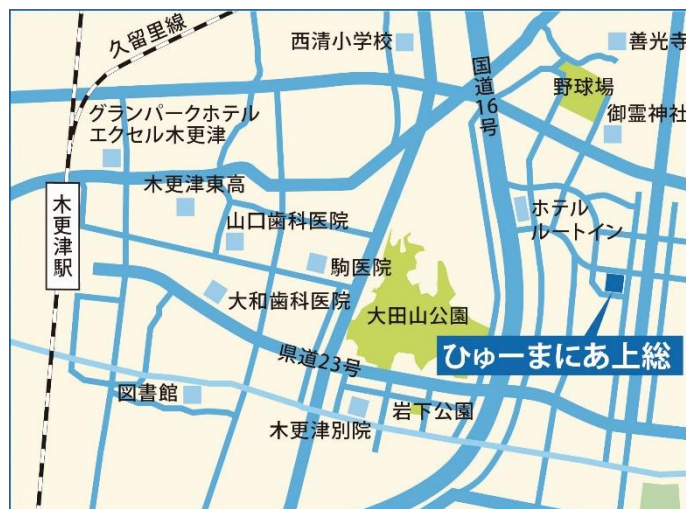 久留里線
西清小学校
善光寺
国道16号
野球場
グランパークホテル
エクセル木更津
御霊神社
木更津東高
木更津駅
山口歯科医院
ホテル
ルートイン
駒医院
大和歯科医院
大田山公園
ひゅーまにあ上総
県道23号
図書館
岩下公園
木更津別院